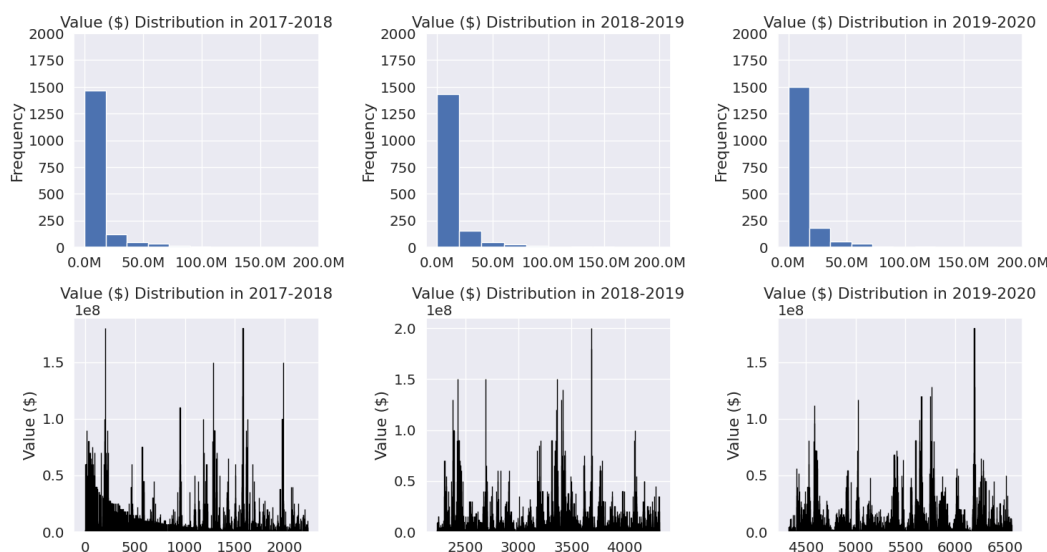 Value ($) Distribution in 2017-2018
2000
1750
1500
1250
1000
750
500
250
0
Frequency
0.0M 50.0M 100.0M 150.0M 200.0M
Value ($) Distribution in 2018-2019
2000
1750
1500
1250
1000
750
500
250
0
Frequency
0.0M 50.0M 100.0M 150.0M 200.0M
Value ($) Distribution in 2019-2020
2000
1750
1500
1250
1000
750
500
250
0
Frequency
0.0M 50.0M 100.0M 150.0M 200.0M
Value ($) Distribution in 2017-2018
1e8
1.5
1.0
0.5
0.0
Value ($)
0 500 1000 1500 2000
Value ($) Distribution in 2018-2019
1e8
2.0
1.5
1.0
0.5
0.0
Value ($)
2500 3000 3500 4000
Value ($) Distribution in 2019-2020
1e8
1.5
1.0
0.5
0.0
Value ($)
4500 5000 5500 6000 6500